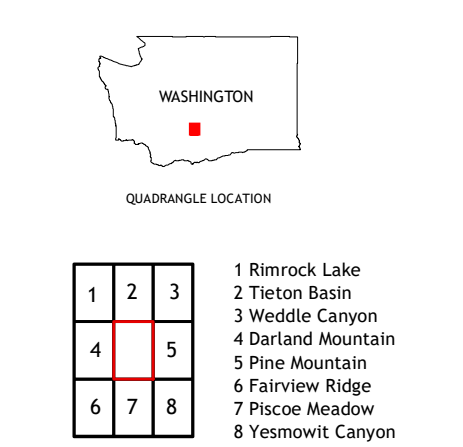 WASHINGTON
QUADRANGLE LOCATION
1 2 3
4 5
6 7 8
1 Rimrock Lake
2 Tieton Basin
3 Weddle Canyon
4 Darland Mountain
5 Pine Mountain
6 Fairview Ridge
7 Piscoe Meadow
8 Yesmowit Canyon